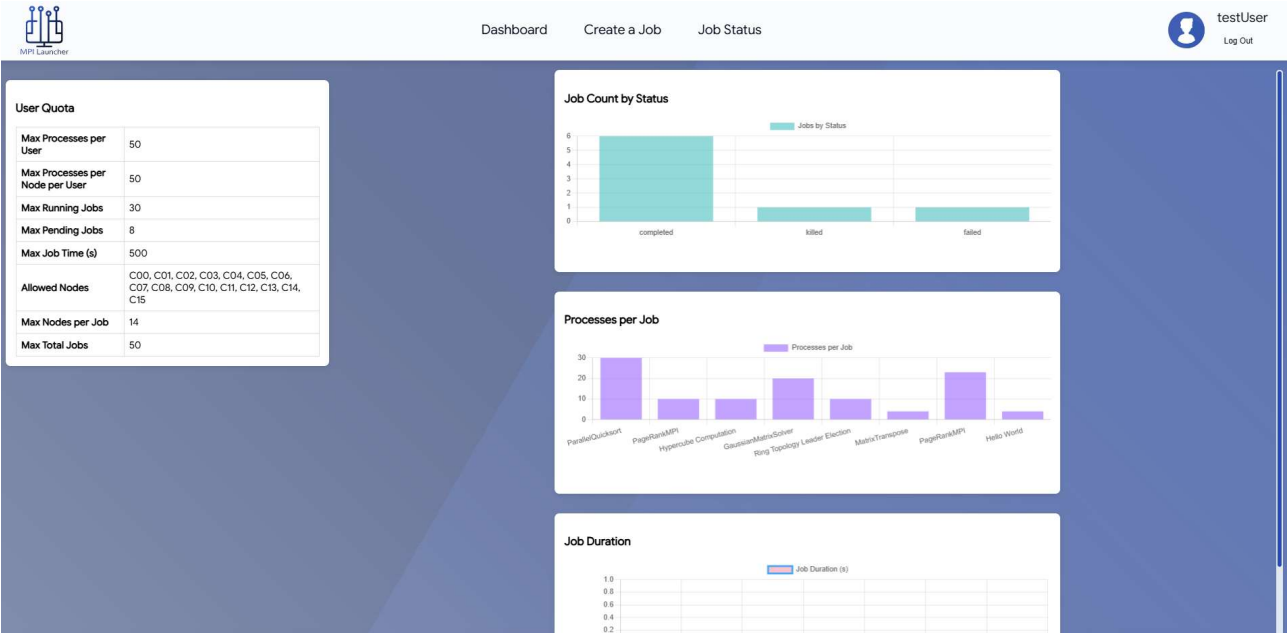 MPI Launcher
Dashboard Create a Job Job Status
testUser
Log Out
User Quota
Max Processes per
User
50
Max Processes per
Node per User
50
Max Running Jobs 30
Max Pending Jobs 8
Max Job Time (s) 500
Allowed Nodes
C00, C01, C02, C03, C04, C05, C06,
C07, C08, C09, C10, C11, C12, C13, C14,
C15
Max Nodes per Job 14
Max Total Jobs 50
Job Count by Status
Jobs by Status
6
5
4
3
2
1
0
completed killed failed
Processes per Job
Processes per Job
30
20
10
0
ParallelQuicksort
PageRankMPI
Hypercube Computation
GaussianMatrixSolver
Ring Topology Leader Election
MatrixTranspose
PageRankMPI
Hello World
Job Duration
Job Duration (s)
1.0
0.8
0.6
0.4
0.2